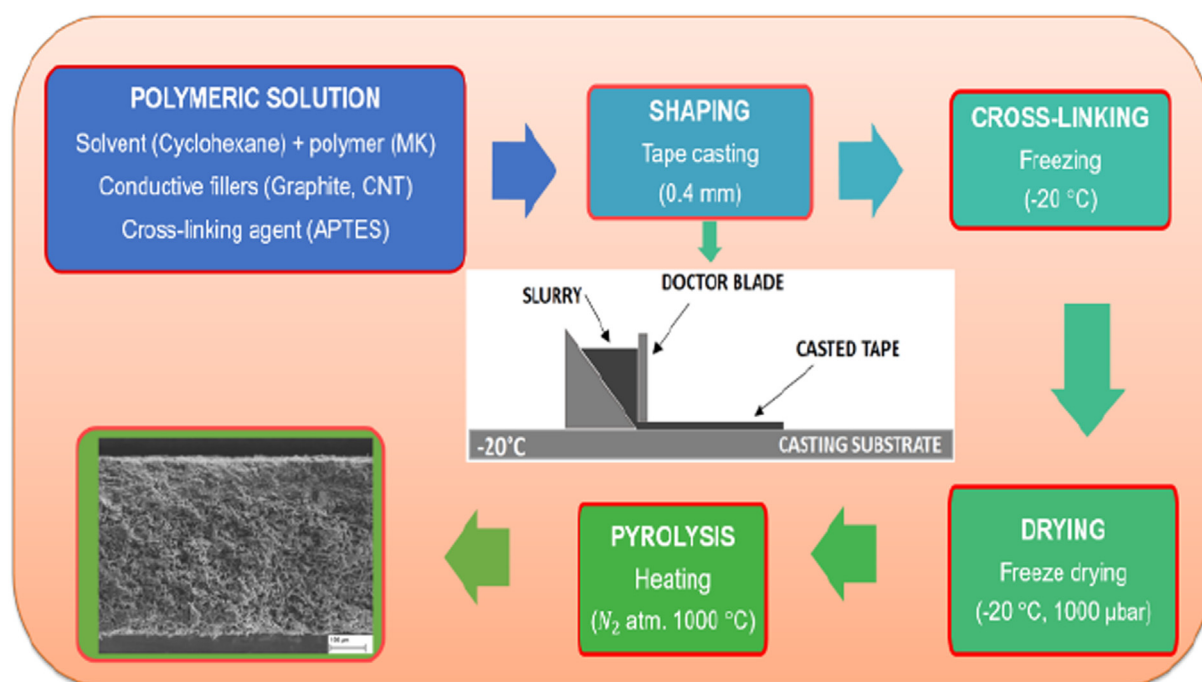 POLYMERIC SOLUTION
Solvent (Cyclohexane) + polymer (MK)
Conductive fillers (Graphite, CNT)
Cross-linking agent (APTES)
SHAPING
Tape casting
(0.4 mm)
CROSS-LINKING
Freezing
(-20 °C)
SLURRY
DOCTOR BLADE
CASTED TAPE
-20°C
CASTING SUBSTRATE
DRYING
Freeze drying
(-20 °C, 1000 µbar)
PYROLYSIS
Heating
(N₂ atm. 1000 °C)
100 µm